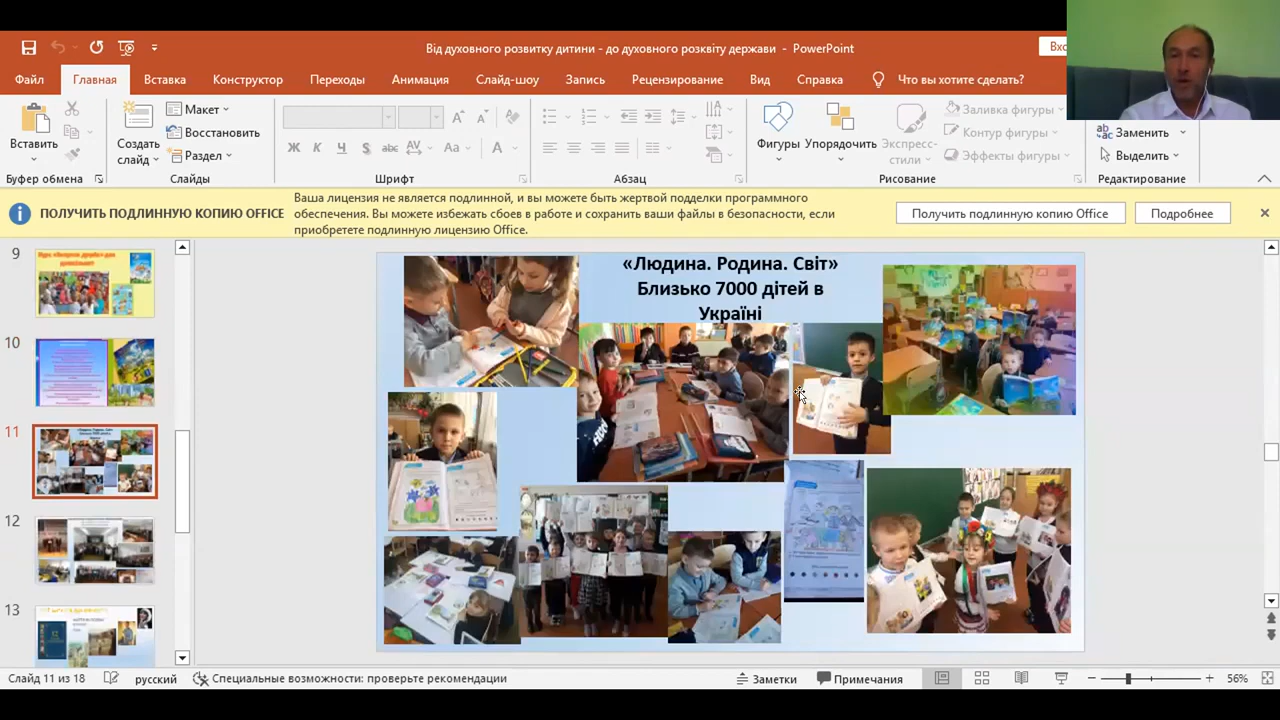 Від духовного розвитку дитини - до духовного розквіту держави - PowerPoint
Файл Главная Вставка Конструктор Переходы Анимация Слайд-шоу Запись Рецензирование Вид Справка Что вы хотите сделать?
Вставить
Буфер обмена
Создать слайд
Макет
Восстановить
Раздел
Слайды
Ж К Ч S abc AV Aa A
Шрифт
Абзац
Фигуры
Упорядочить
Экспресс-стили
Заливка фигуры
Контур фигуры
Эффекты фигуры
Рисование
Заменить
Выделить
Редактирование
ПОЛУЧИТЬ ПОДЛИННУЮ КОПИЮ OFFICE
Ваша лицензия не является подлинной, и вы можете быть жертвой подделки программного
обеспечения. Вы можете избежать сбоев в работе и сохранить ваши файлы в безопасности, если
приобретете подлинную лицензию Office.
Получить подлинную копию Office
Подробнее
9
10
11
12
13
«Людина. Родина. Світ»
Близько 7000 дітей в
Україні
Слайд 11 из 18
русский
Специальные возможности: проверьте рекомендации
Заметки
Примечания
56%